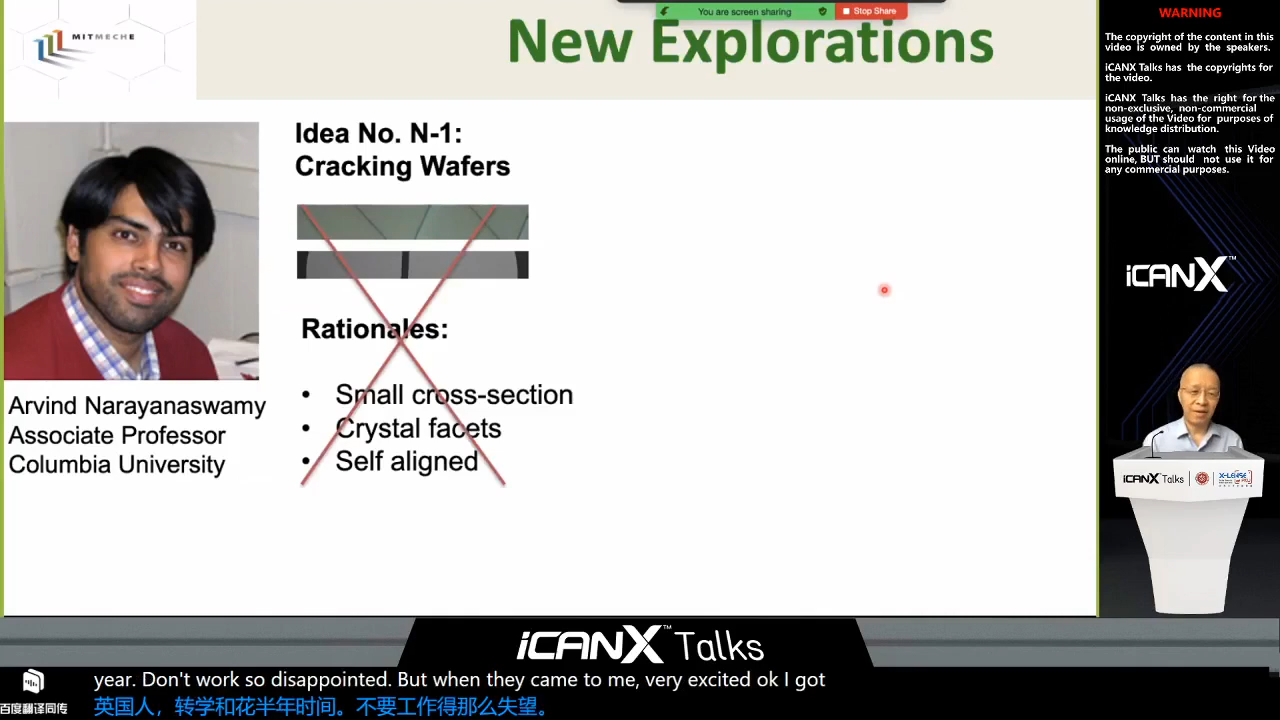 You are screen sharing
Stop Share
MITMECHE
New Explorations
Idea No. N-1:
Cracking Wafers
Rationales:
• Small cross-section
• Crystal facets
• Self aligned
Arvind Narayanaswamy
Associate Professor
Columbia University
WARNING
The copyright of the content in this
video is owned by the speakers.
iCANX Talks has the copyrights for
the video.
iCANX Talks has the right for the
non-exclusive, non-commercial
usage of the Video for purposes of
knowledge distribution.
The public can watch this Video
online, BUT should not use it for
any commercial purposes.
iCANX™
iCANX Talks
X-LENSE
iCANX™ Talks
year. Don't work so disappointed. But when they came to me, very excited ok I got
英国人，转学和花半年时间。不要工作得那么失望。
百度翻译同传